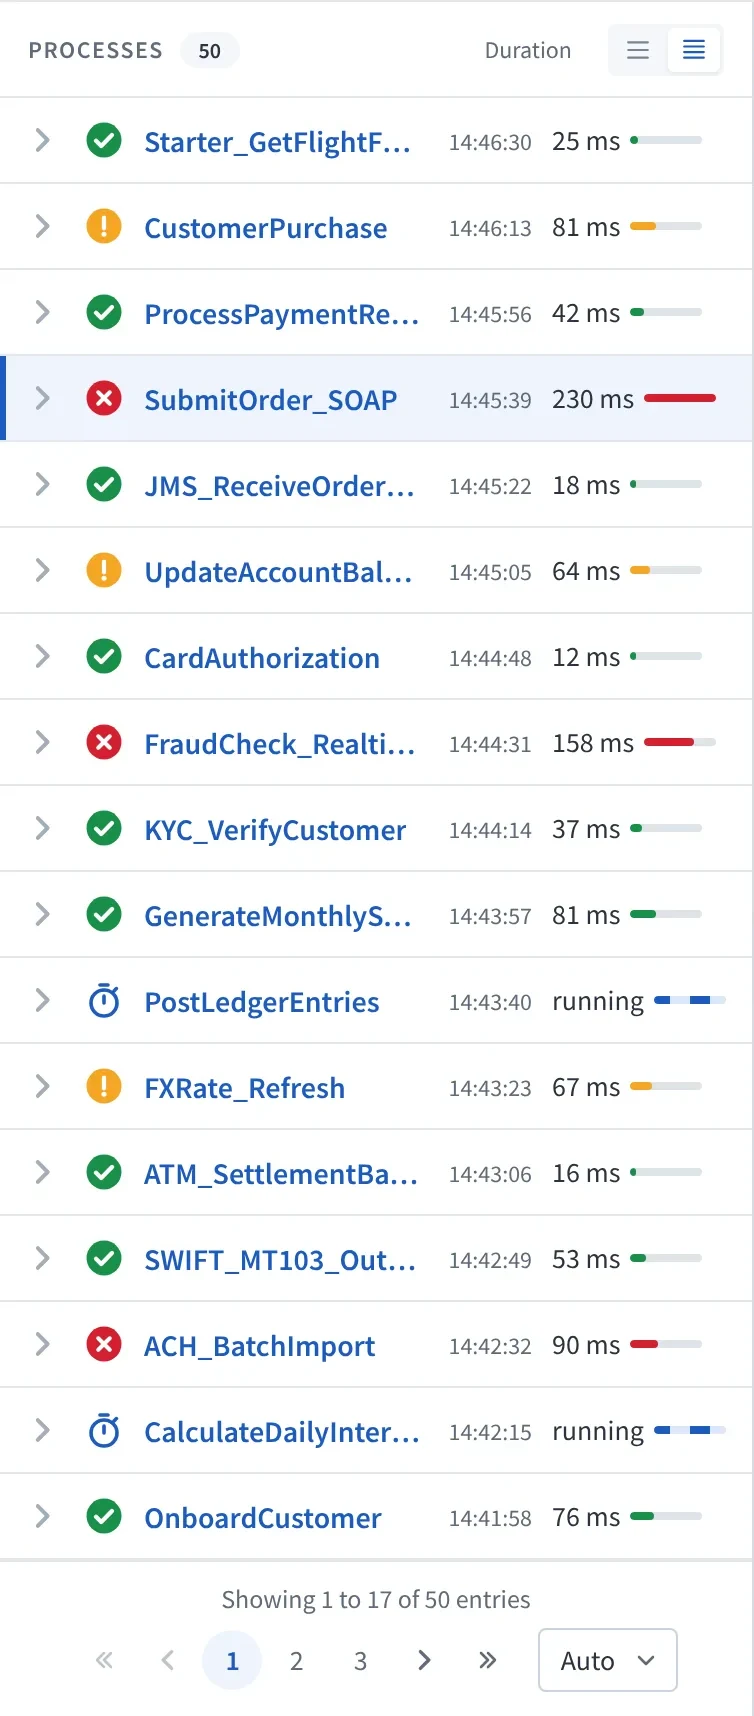 PROCESSES 50 Duration
Starter_GetFlightF... 14:46:30 25 ms
CustomerPurchase 14:46:13 81 ms
ProcessPaymentRe... 14:45:56 42 ms
SubmitOrder_SOAP 14:45:39 230 ms
JMS_ReceiveOrder... 14:45:22 18 ms
UpdateAccountBal... 14:45:05 64 ms
CardAuthorization 14:44:48 12 ms
FraudCheck_Realti... 14:44:31 158 ms
KYC_VerifyCustomer 14:44:14 37 ms
GenerateMonthlyS... 14:43:57 81 ms
PostLedgerEntries 14:43:40 running
FXRate_Refresh 14:43:23 67 ms
ATM_SettlementBa... 14:43:06 16 ms
SWIFT_MT103_Out... 14:42:49 53 ms
ACH_BatchImport 14:42:32 90 ms
CalculateDailyInter... 14:42:15 running
OnboardCustomer 14:41:58 76 ms
Showing 1 to 17 of 50 entries
« ‹ 1 2 3 › » Auto